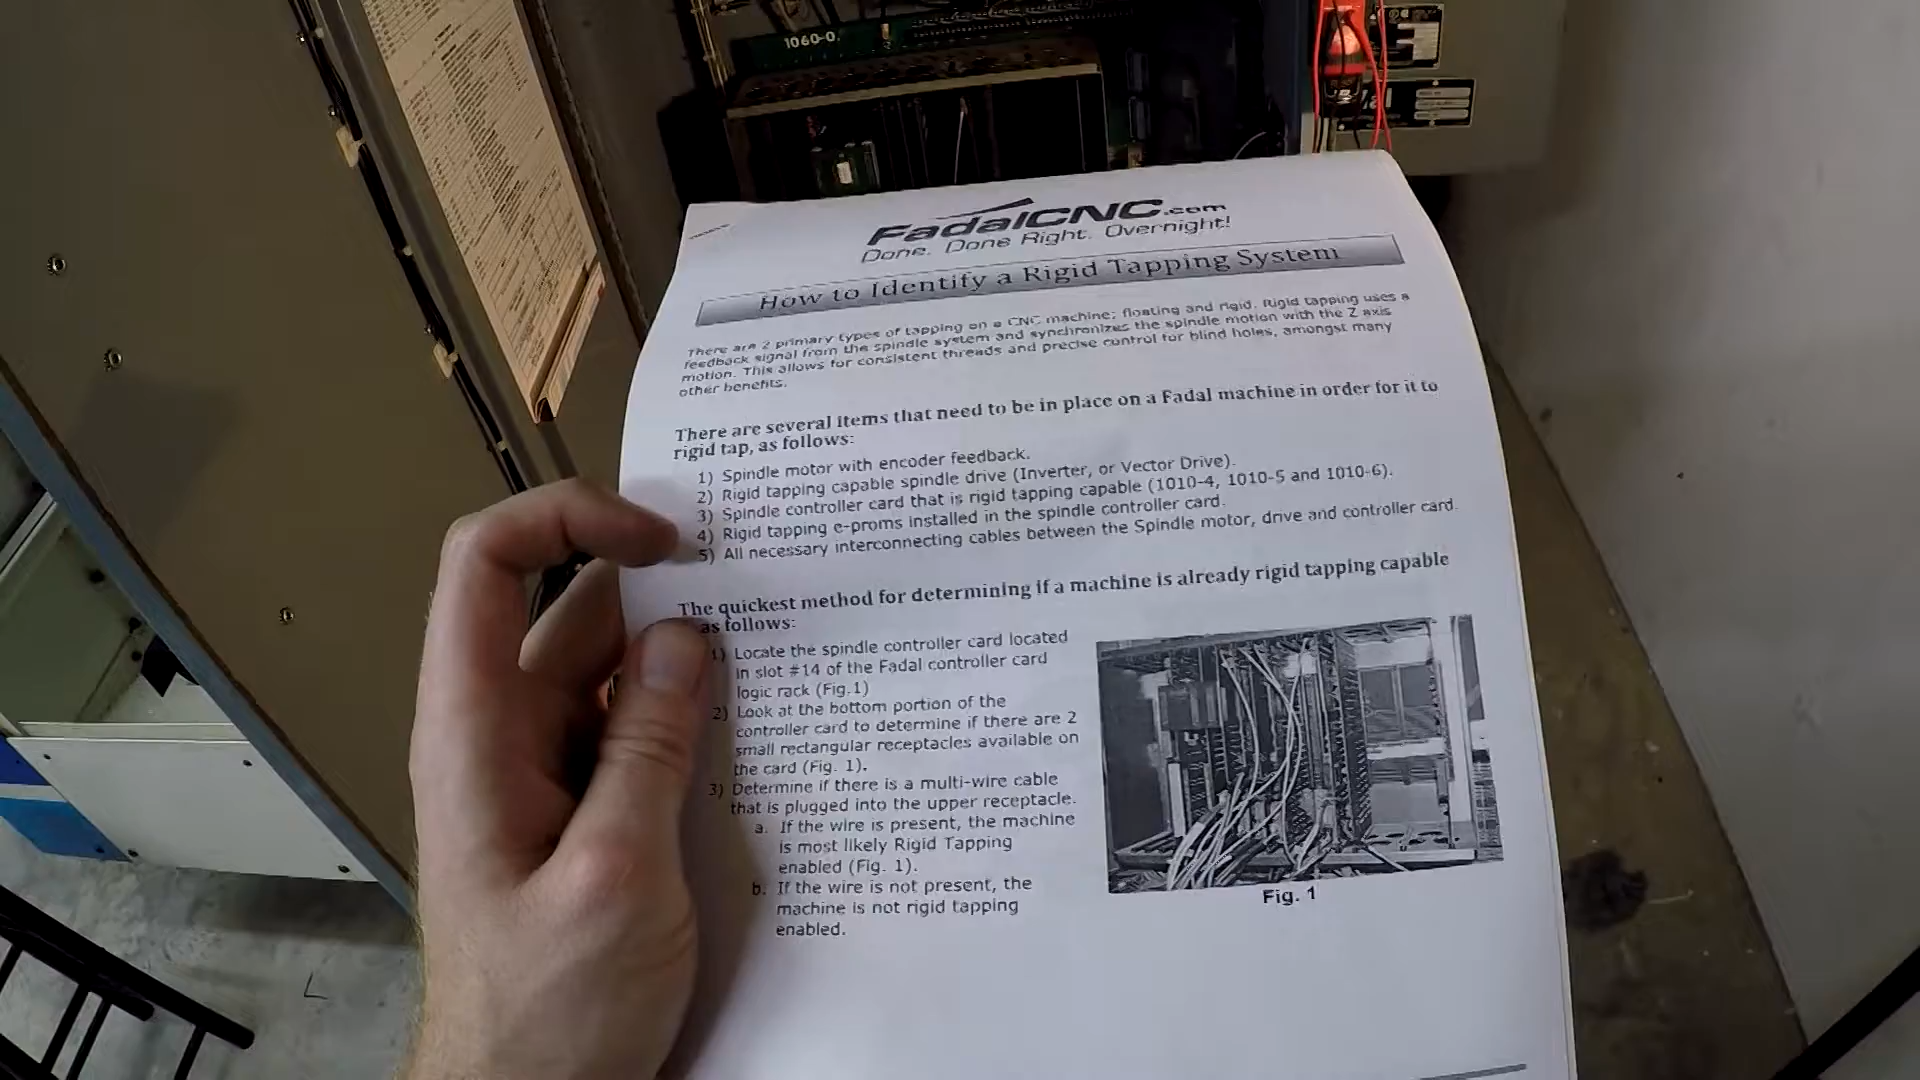 1060-0
FadalCNC.com
Done. Done Right. Overnight!
How to Identify a Rigid Tapping System
There are 2 primary types of tapping on a CNC machine; floating and rigid. Rigid tapping uses a
feedback signal from the spindle system and synchronizes the spindle motion with the Z axis
motion. This allows for consistent threads and precise control for blind holes, amongst many
other benefits.
There are several items that need to be in place on a Fadal machine in order for it to
rigid tap, as follows:
1) Spindle motor with encoder feedback.
2) Rigid tapping capable spindle drive (Inverter, or Vector Drive).
3) Spindle controller card that is rigid tapping capable (1010-4, 1010-5 and 1010-6).
4) Rigid tapping e-proms installed in the spindle controller card.
5) All necessary interconnecting cables between the Spindle motor, drive and controller card.
The quickest method for determining if a machine is already rigid tapping capable
as follows:
1) Locate the spindle controller card located
in slot #14 of the Fadal controller card
logic rack (Fig.1)
2) Look at the bottom portion of the
controller card to determine if there are 2
small rectangular receptacles available on
the card (Fig. 1).
3) Determine if there is a multi-wire cable
that is plugged into the upper receptacle.
a. If the wire is present, the machine
is most likely Rigid Tapping
enabled (Fig. 1).
b. If the wire is not present, the
machine is not rigid tapping
enabled.
Fig. 1